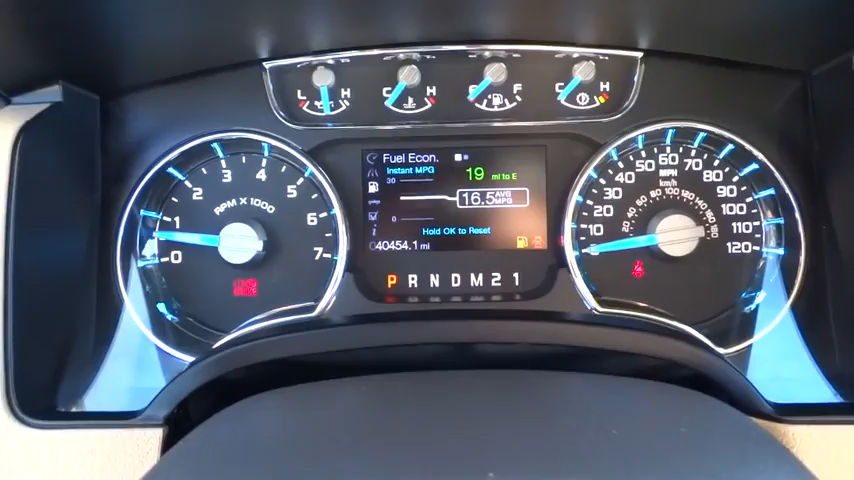 L H
C H
E F
C H
Fuel Econ.
Instant MPG
30
19 mi to E
16.5 AVG MPG
0
Hold OK to Reset
40454.1 mi
P R N D M 2 1
0 1 2 3 4 5 6 7
RPM X 1000
10 20 30 40 50 60 70 80 90 100 110 120
MPH
km/h
20 40 60 80 100 120 140 160 180